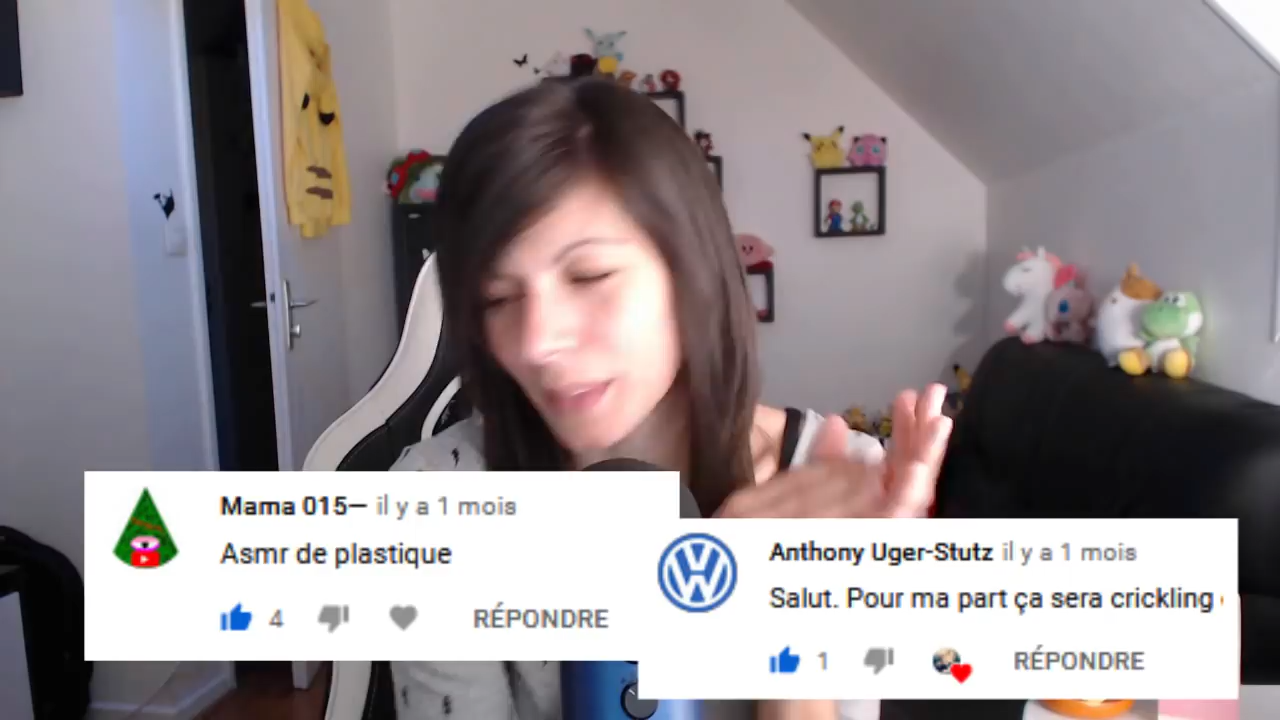 Mama 015— il y a 1 mois
Asmr de plastique
4 RÉPONDRE
Anthony Uger-Stutz il y a 1 mois
Salut. Pour ma part ça sera crickling
1 RÉPONDRE